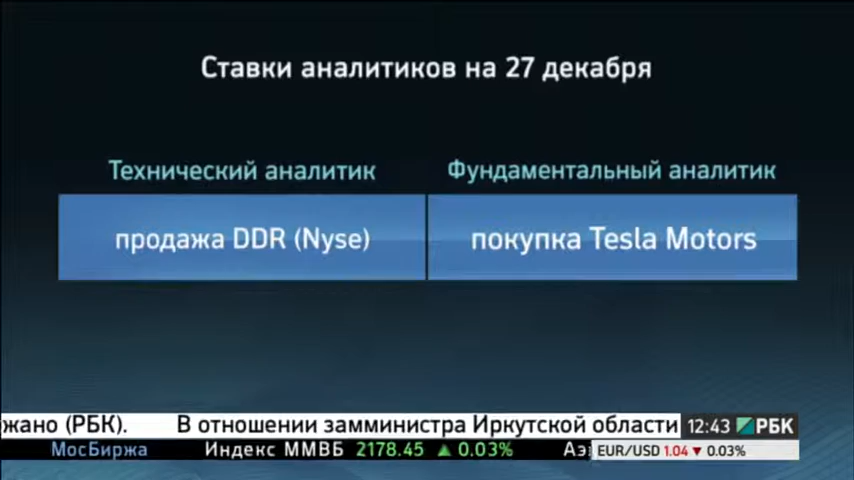 Ставки аналитиков на 27 декабря
Технический аналитик
Фундаментальный аналитик
продажа DDR (Nyse)
покупка Tesla Motors
(РБК). В отношении замминистра Иркутской области
12:43 РБК
МосБиржа Индекс ММВБ 2178.45 ▲ 0.03%
EUR/USD 1.04 ▼ 0.03%